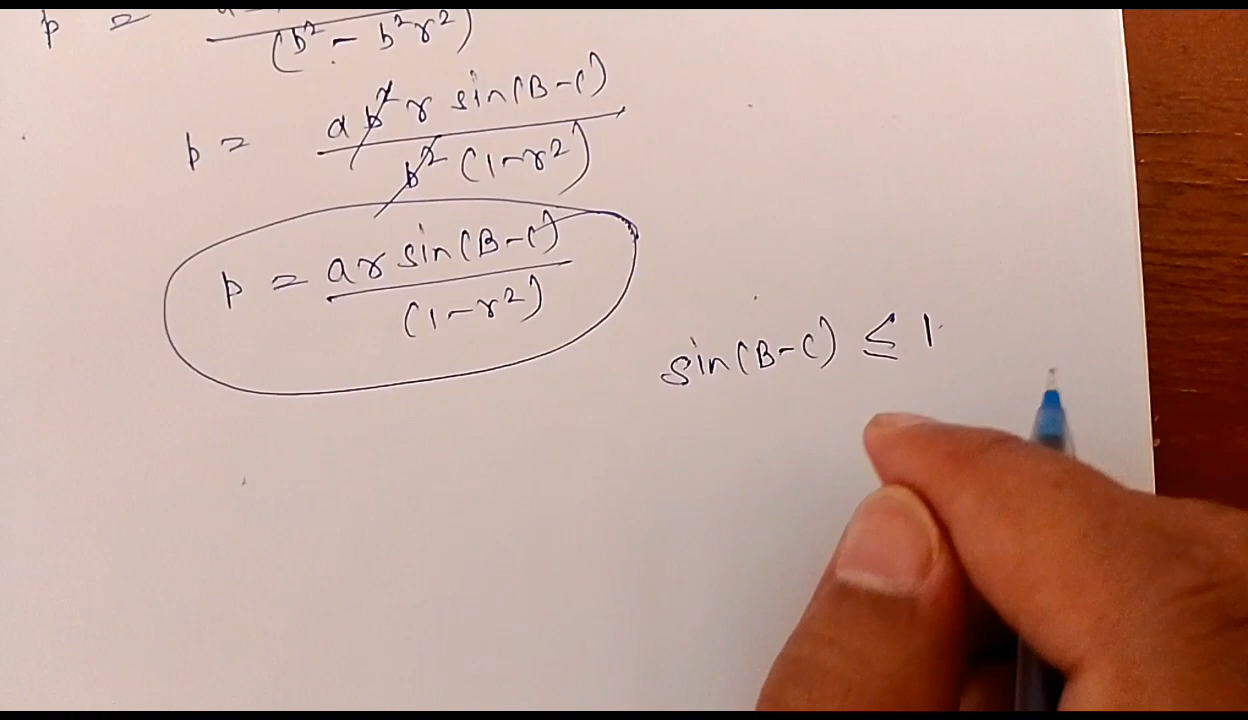 p = (b² - b²r²)
p = ab²r sin(B-C) / b²(1-r²)
p = ar sin(B-C) / (1-r²)
sin(B-C) ≤ 1